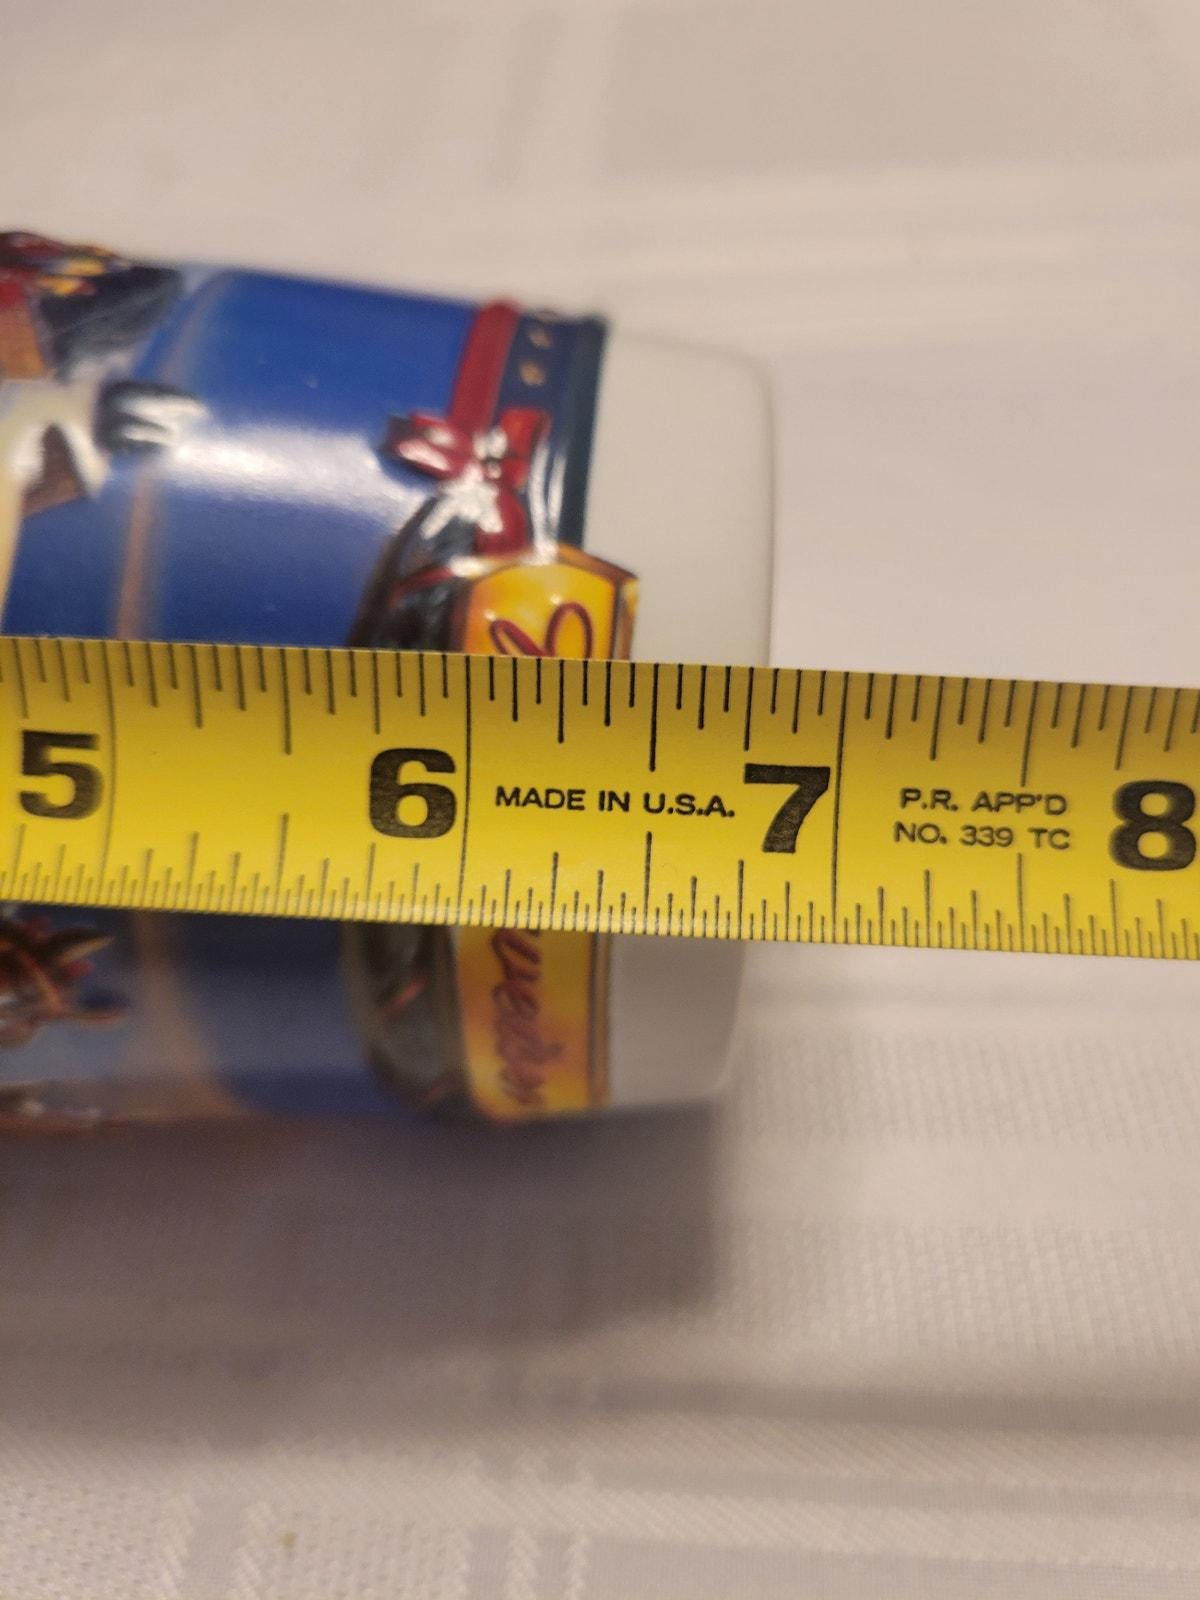 5 6 MADE IN U.S.A. 7 P.R. APP'D 8
NO. 339 TC